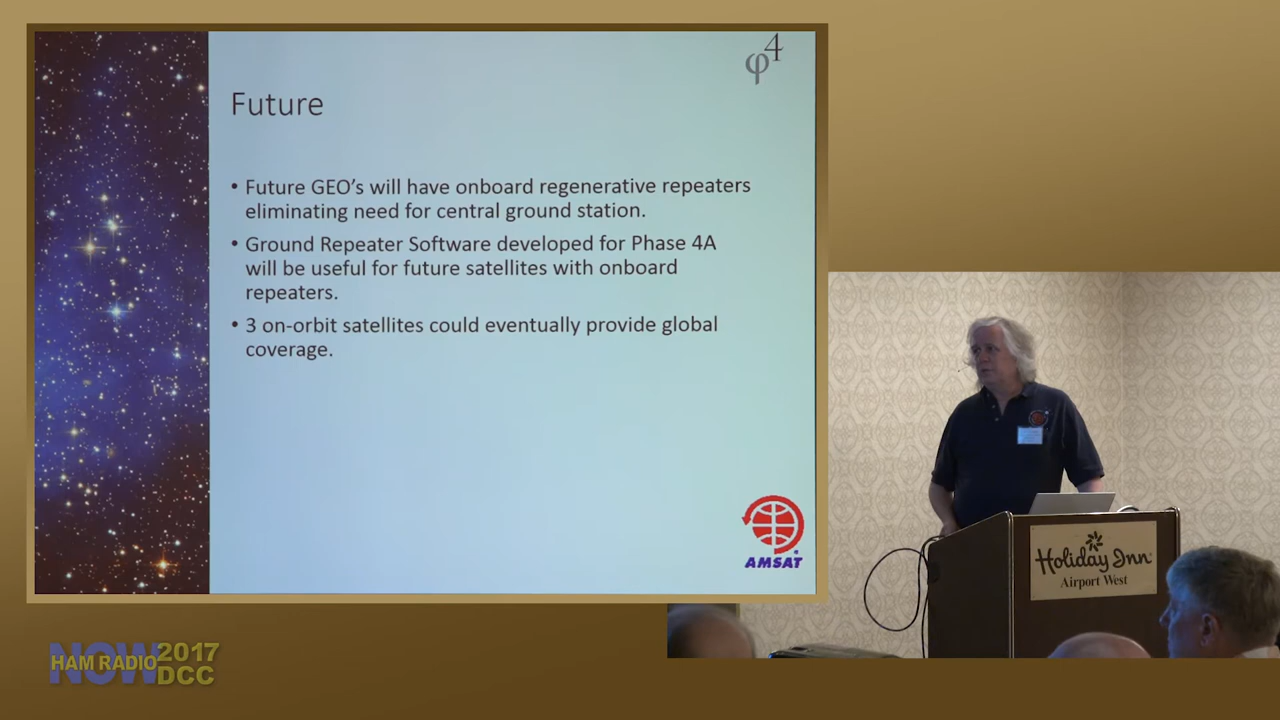 φ4
Future
• Future GEO's will have onboard regenerative repeaters
eliminating need for central ground station.
• Ground Repeater Software developed for Phase 4A
will be useful for future satellites with onboard
repeaters.
• 3 on-orbit satellites could eventually provide global
coverage.
AMSAT
Holiday Inn
Airport West
NOW
HAM RADIO 2017
DCC